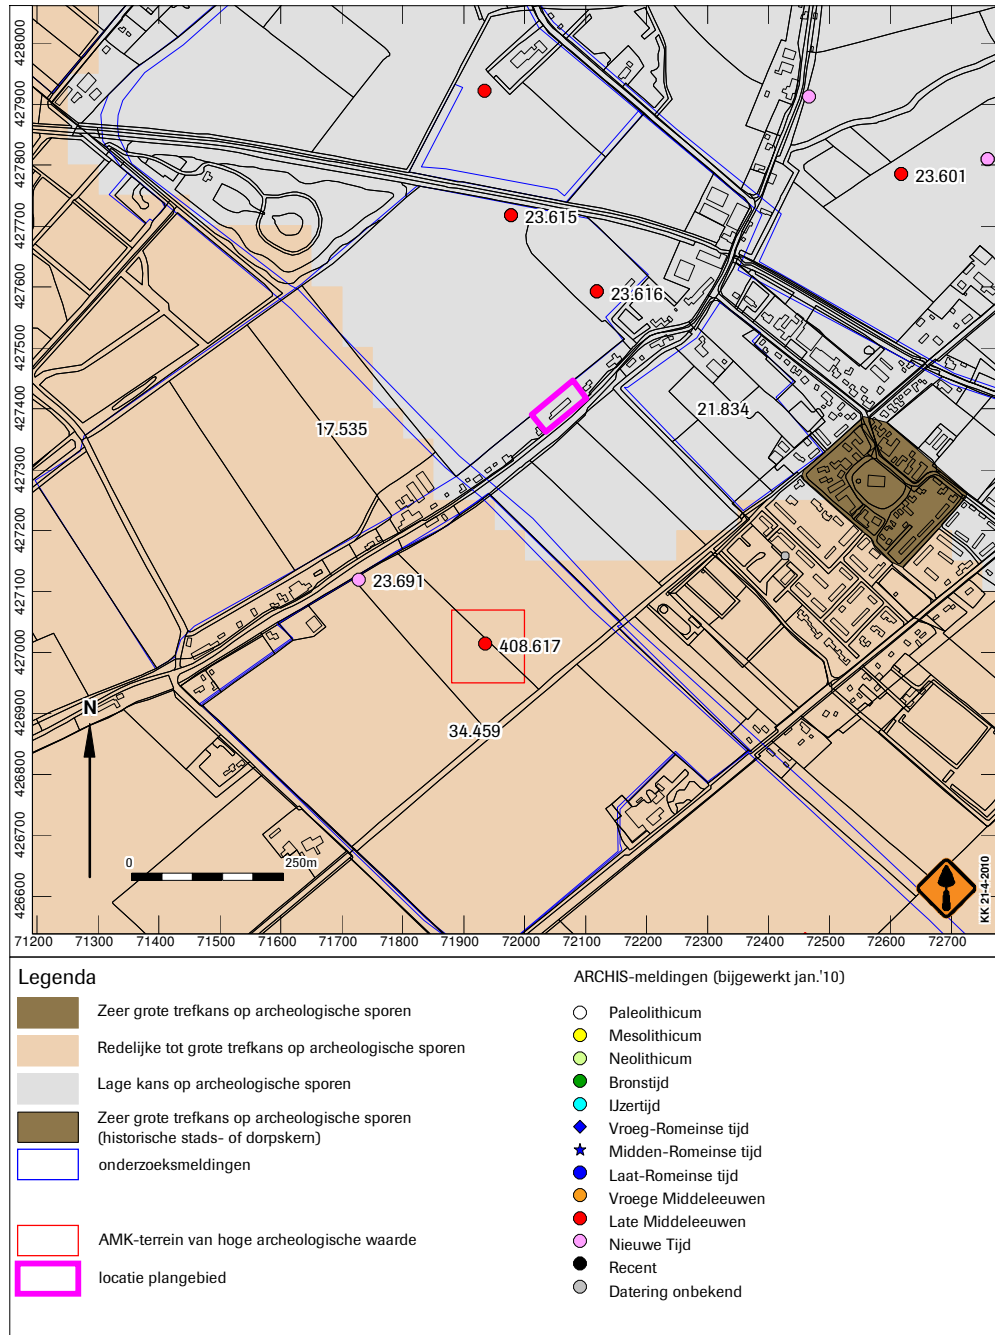 428000
427900
427800
427700
427600
427500
427400
427300
427200
427100
427000
426900
426800
426700
426600
23.601
23.615
23.616
21.834
17.535
23.691
408.617
34.459
N
0 250m
KK 21-4-2010
71200 71300 71400 71500 71600 71700 71800 71900 72000 72100 72200 72300 72400 72500 72600 72700
Legenda
Zeer grote trefkans op archeologische sporen
Redelijke tot grote trefkans op archeologische sporen
Lage kans op archeologische sporen
Zeer grote trefkans op archeologische sporen
(historische stads- of dorpskern)
onderzoeksmeldingen
AMK-terrein van hoge archeologische waarde
locatie plangebied
ARCHIS-meldingen (bijgewerkt jan.'10)
Paleolithicum
Mesolithicum
Neolithicum
Bronstijd
IJzertijd
Vroeg-Romeinse tijd
Midden-Romeinse tijd
Laat-Romeinse tijd
Vroege Middeleeuwen
Late Middeleeuwen
Nieuwe Tijd
Recent
Datering onbekend